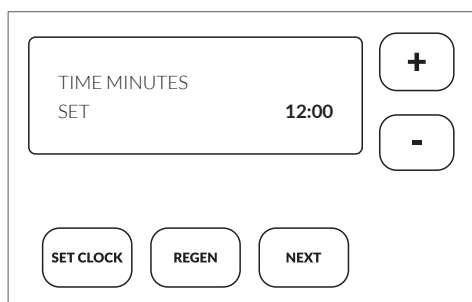 TIME MINUTES
SET 12:00
+
-
SET CLOCK REGEN NEXT